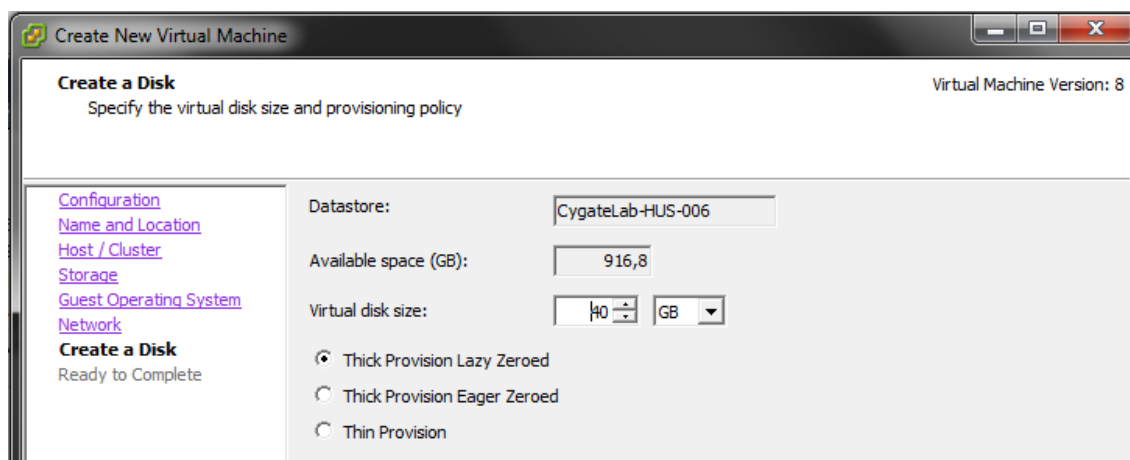 Create New Virtual Machine
Create a Disk
Virtual Machine Version: 8
Specify the virtual disk size and provisioning policy
Configuration
Name and Location
Host / Cluster
Storage
Guest Operating System
Network
Create a Disk
Ready to Complete
Datastore: CygateLab-HUS-006
Available space (GB): 916,8
Virtual disk size: 40 GB
Thick Provision Lazy Zeroed
Thick Provision Eager Zeroed
Thin Provision